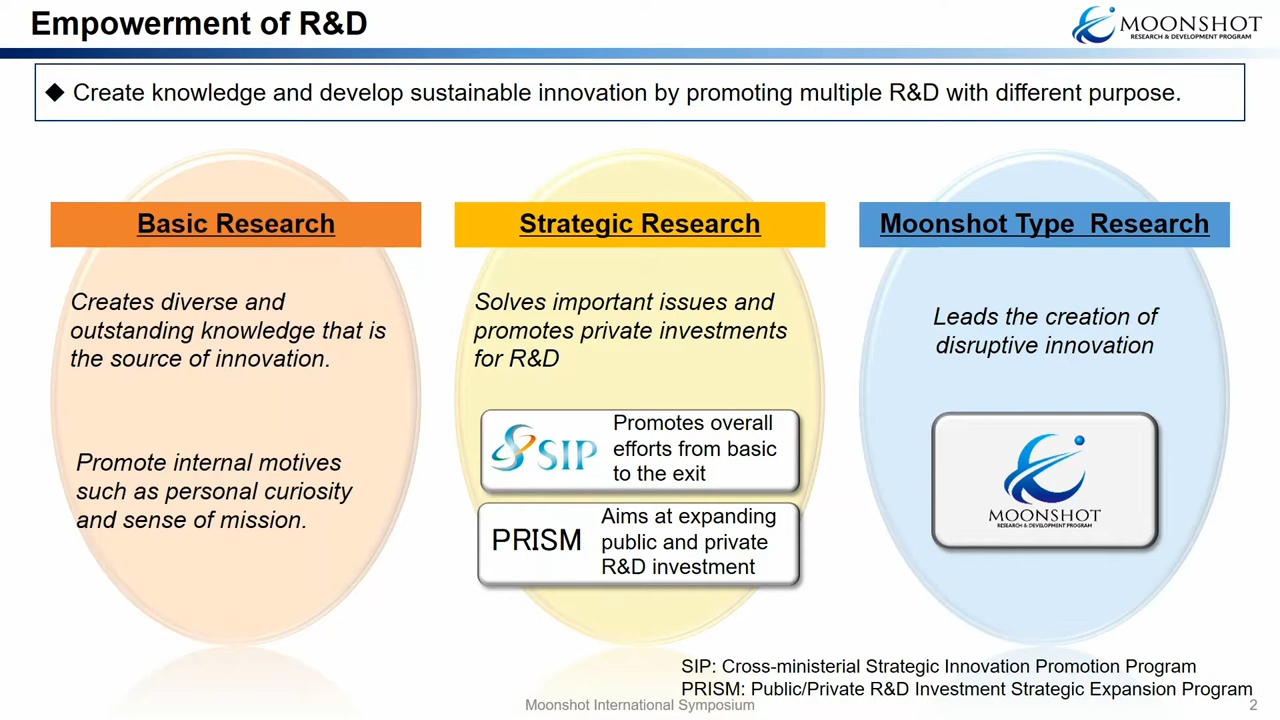 Empowerment of R&D
MOONSHOT
RESEARCH & DEVELOPMENT PROGRAM
◆ Create knowledge and develop sustainable innovation by promoting multiple R&D with different purpose.
Basic Research
Creates diverse and
outstanding knowledge that is
the source of innovation.
Promote internal motives
such as personal curiosity
and sense of mission.
Strategic Research
Solves important issues and
promotes private investments
for R&D
SIP
Promotes overall
efforts from basic
to the exit
PRISM
Aims at expanding
public and private
R&D investment
Moonshot Type  Research
Leads the creation of
disruptive innovation
MOONSHOT
RESEARCH & DEVELOPMENT PROGRAM
SIP: Cross-ministerial Strategic Innovation Promotion Program
PRISM: Public/Private R&D Investment Strategic Expansion Program
Moonshot International Symposium
2